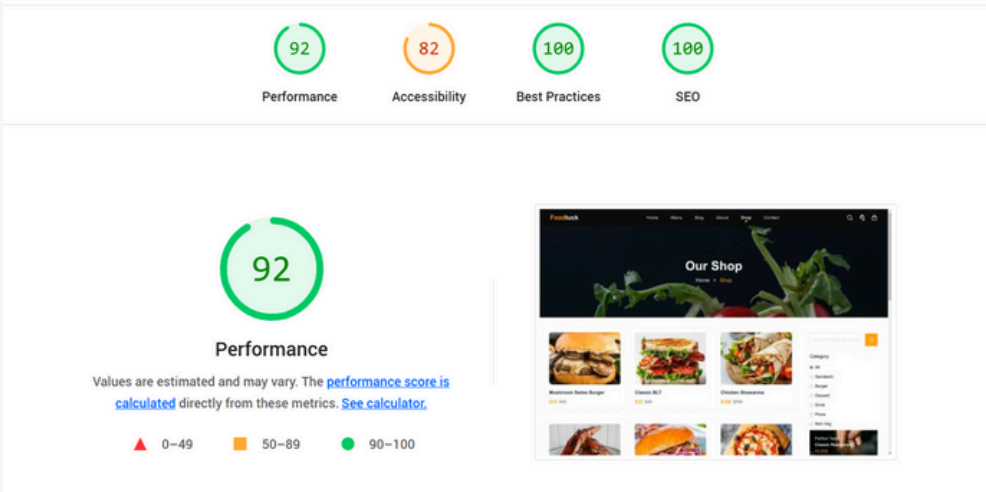 92
82
100
100
Performance
Accessibility
Best Practices
SEO
92
Performance
Values are estimated and may vary. The performance score is
calculated directly from these metrics. See calculator.
0–49
50–89
90–100
Foodtuck
Home Menu Blog About Shop Contact
Our Shop
Home > Shop
Category
All
Sandwich
Burger
Dessert
Drink
Pizza
Non Veg
Mushroom Swiss Burger
Classic BLT
Chicken Shawarma